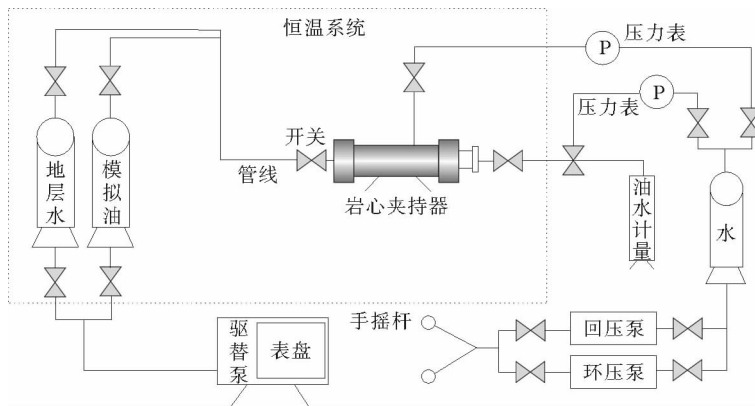 恒温系统
压力表
P
压力表
P
开关
管线
岩心夹持器
地层水
模拟油
油水计量
水
手摇杆
回压泵
环压泵
驱替泵
表盘